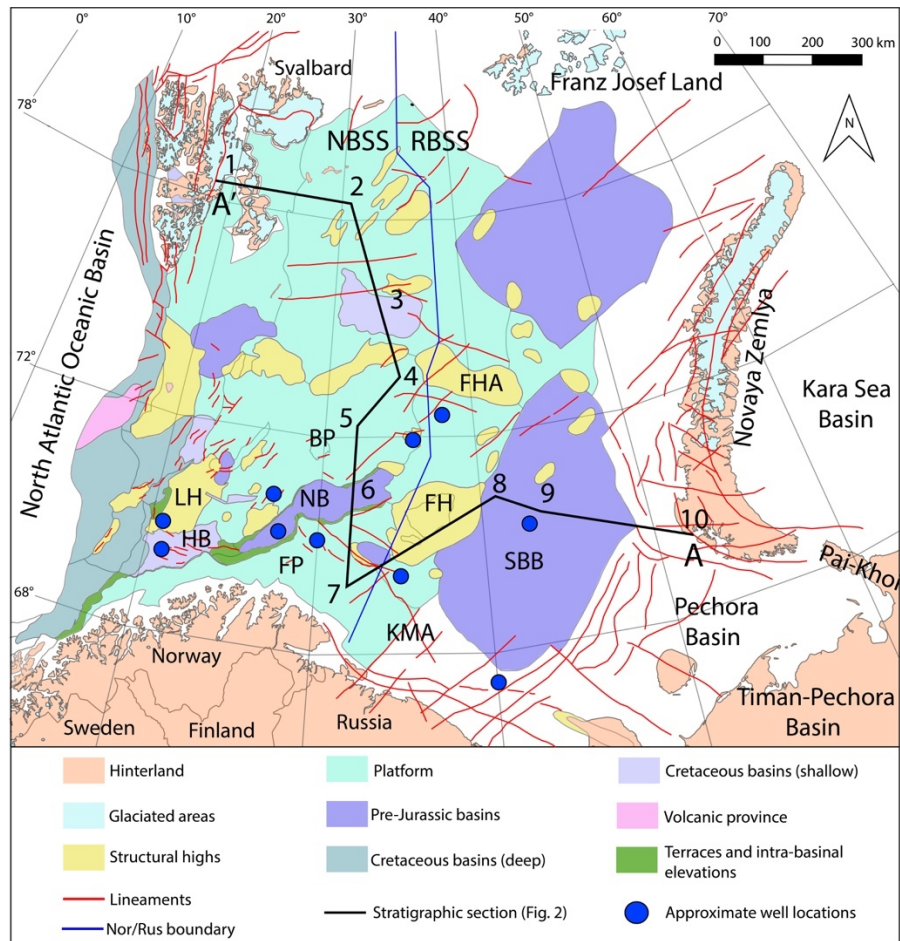 0° 10° 20° 30° 40° 50° 60° 70°
0 100 200 300 km
Svalbard
Franz Josef Land
78°
NBSS RBSS
N
1
2
A'
3
North Atlantic Oceanic Basin
Novaya Zemlya
72°
Kara Sea
Basin
4
FHA
5
BP
6
8
9
LH
NB
FH
10
HB
SBB
A
FP
Pai-Khoi
7
68°
Pechora
Basin
KMA
Norway
Timan-Pechora
Basin
Sweden
Finland
Russia
Hinterland
Platform
Cretaceous basins (shallow)
Glaciated areas
Pre-Jurassic basins
Volcanic province
Structural highs
Cretaceous basins (deep)
Terraces and intra-basinal
elevations
Lineaments
Stratigraphic section (Fig. 2)
Approximate well locations
Nor/Rus boundary